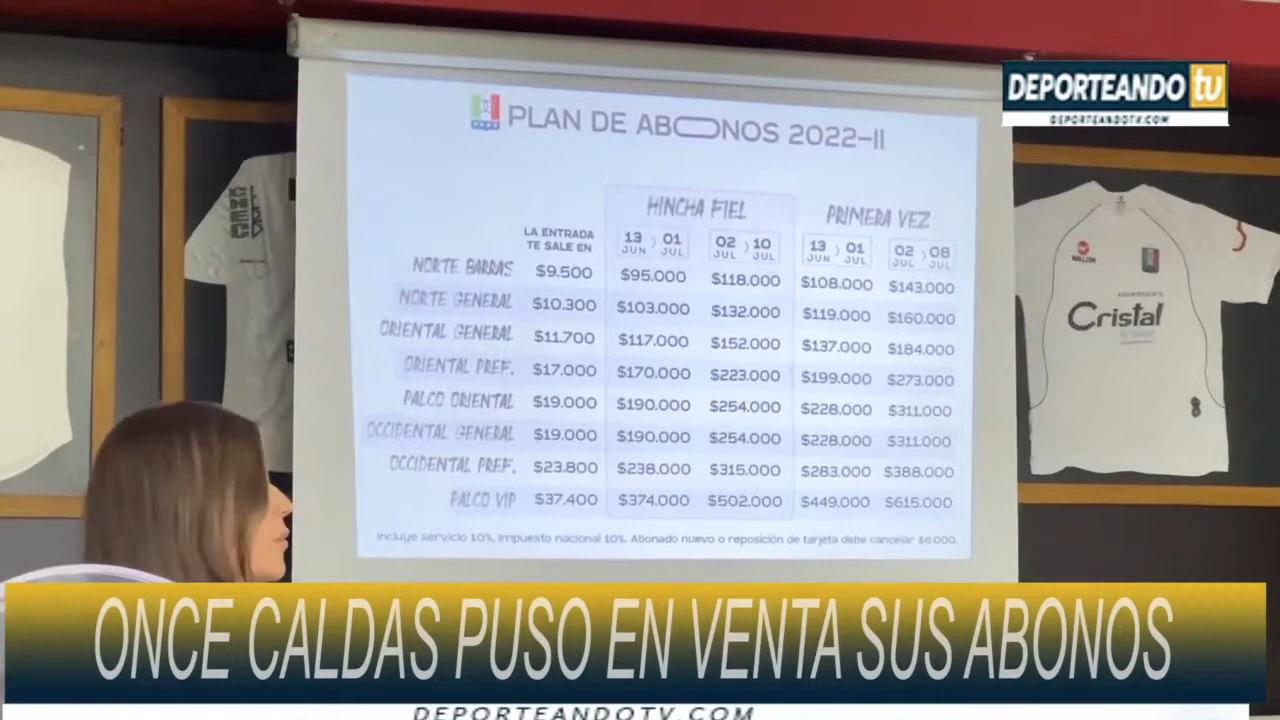 DEPORTEANDO tv
DEPORTEANDOTV.COM
PLAN DE ABONOS 2022-II
HINCHA FIEL PRIMERA VEZ
LA ENTRADA TE SALE EN 13 JUN 01 JUL 02 JUL 10 JUL 13 JUN 01 JUL 02 JUL 08 JUL
NORTE BARRAS $9.500 $95.000 $118.000 $108.000 $143.000
NORTE GENERAL $10.300 $103.000 $132.000 $119.000 $160.000
ORIENTAL GENERAL $11.700 $117.000 $152.000 $137.000 $184.000
ORIENTAL PREF. $17.000 $170.000 $223.000 $199.000 $273.000
PALCO ORIENTAL $19.000 $190.000 $254.000 $228.000 $311.000
OCCIDENTAL GENERAL $19.000 $190.000 $254.000 $228.000 $311.000
OCCIDENTAL PREF. $23.800 $238.000 $315.000 $283.000 $388.000
PALCO VIP $37.400 $374.000 $502.000 $449.000 $615.000
Incluye servicio 10%, Impuesto nacional 10%. Abonado nuevo o reposición de tarjeta debe cancelar $6.000.
WALLON
Cristal
ONCE CALDAS PUSO EN VENTA SUS ABONOS
DEPORTEANDOTV.COM